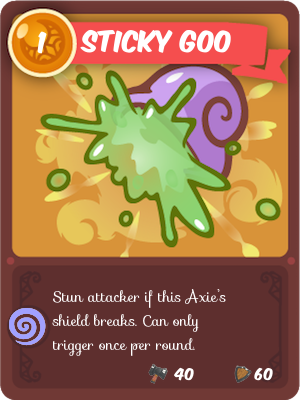 1 STICKY GOO
Stun attacker if this Axie's
shield breaks. Can only
trigger once per round.
40 60